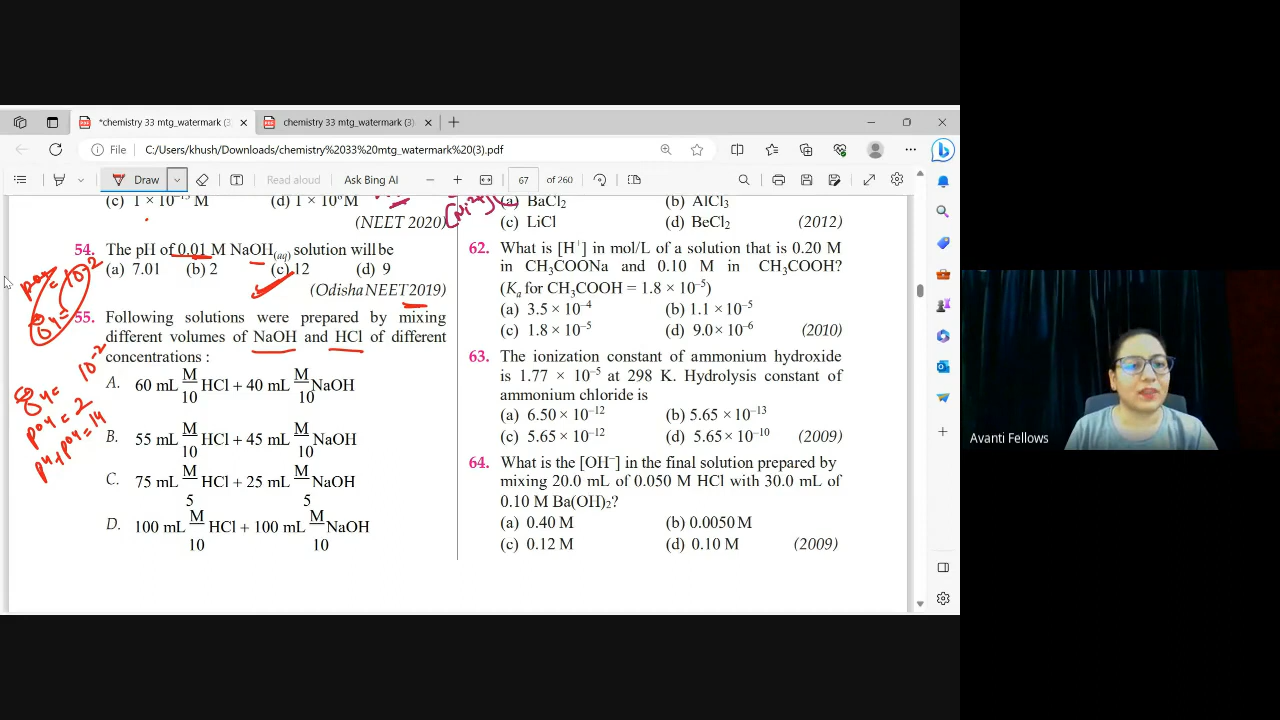 *chemistry 33 mtg_watermark (3).
chemistry 33 mtg_watermark (3).
File
C:/Users/khush/Downloads/chemistry%2033%20mtg_watermark%20(3).pdf
Draw
Read aloud
Ask Bing AI
67 of 260
(d) 1 × 10⁶ M
(NEET 2020)
54. The pH of 0.01 M NaOH(aq) solution will be
(a) 7.01 (b) 2 (c) 12 (d) 9
(Odisha NEET 2019)
55. Following solutions were prepared by mixing
different volumes of NaOH and HCl of different
concentrations :
A. 60 mL M/10 HCl + 40 mL M/10 NaOH
B. 55 mL M/10 HCl + 45 mL M/10 NaOH
C. 75 mL M/5 HCl + 25 mL M/5 NaOH
D. 100 mL M/10 HCl + 100 mL M/10 NaOH
10⁻²
10⁻²
pOH = 2
pH + pOH = 14
(a) BaCl₂ (b) AlCl₃
(c) LiCl (d) BeCl₂ (2012)
62. What is [H⁺] in mol/L of a solution that is 0.20 M
in CH₃COONa and 0.10 M in CH₃COOH?
(Kₐ for CH₃COOH = 1.8 × 10⁻⁵)
(a) 3.5 × 10⁻⁴ (b) 1.1 × 10⁻⁵
(c) 1.8 × 10⁻⁵ (d) 9.0 × 10⁻⁶ (2010)
63. The ionization constant of ammonium hydroxide
is 1.77 × 10⁻⁵ at 298 K. Hydrolysis constant of
ammonium chloride is
(a) 6.50 × 10⁻¹² (b) 5.65 × 10⁻¹³
(c) 5.65 × 10⁻¹² (d) 5.65 × 10⁻¹⁰ (2009)
64. What is the [OH⁻] in the final solution prepared by
mixing 20.0 mL of 0.050 M HCl with 30.0 mL of
0.10 M Ba(OH)₂?
(a) 0.40 M (b) 0.0050 M
(c) 0.12 M (d) 0.10 M (2009)
Avanti Fellows